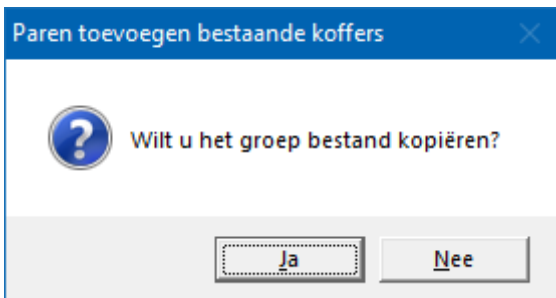 Paren toevoegen bestaande koffers
Wilt u het groep bestand kopiëren?
Ja
Nee